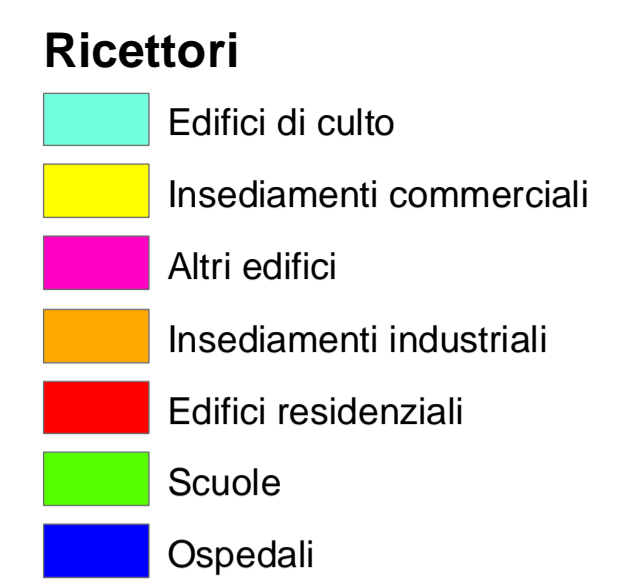 Ricettori
Edifici di culto
Insediamenti commerciali
Altri edifici
Insediamenti industriali
Edifici residenziali
Scuole
Ospedali